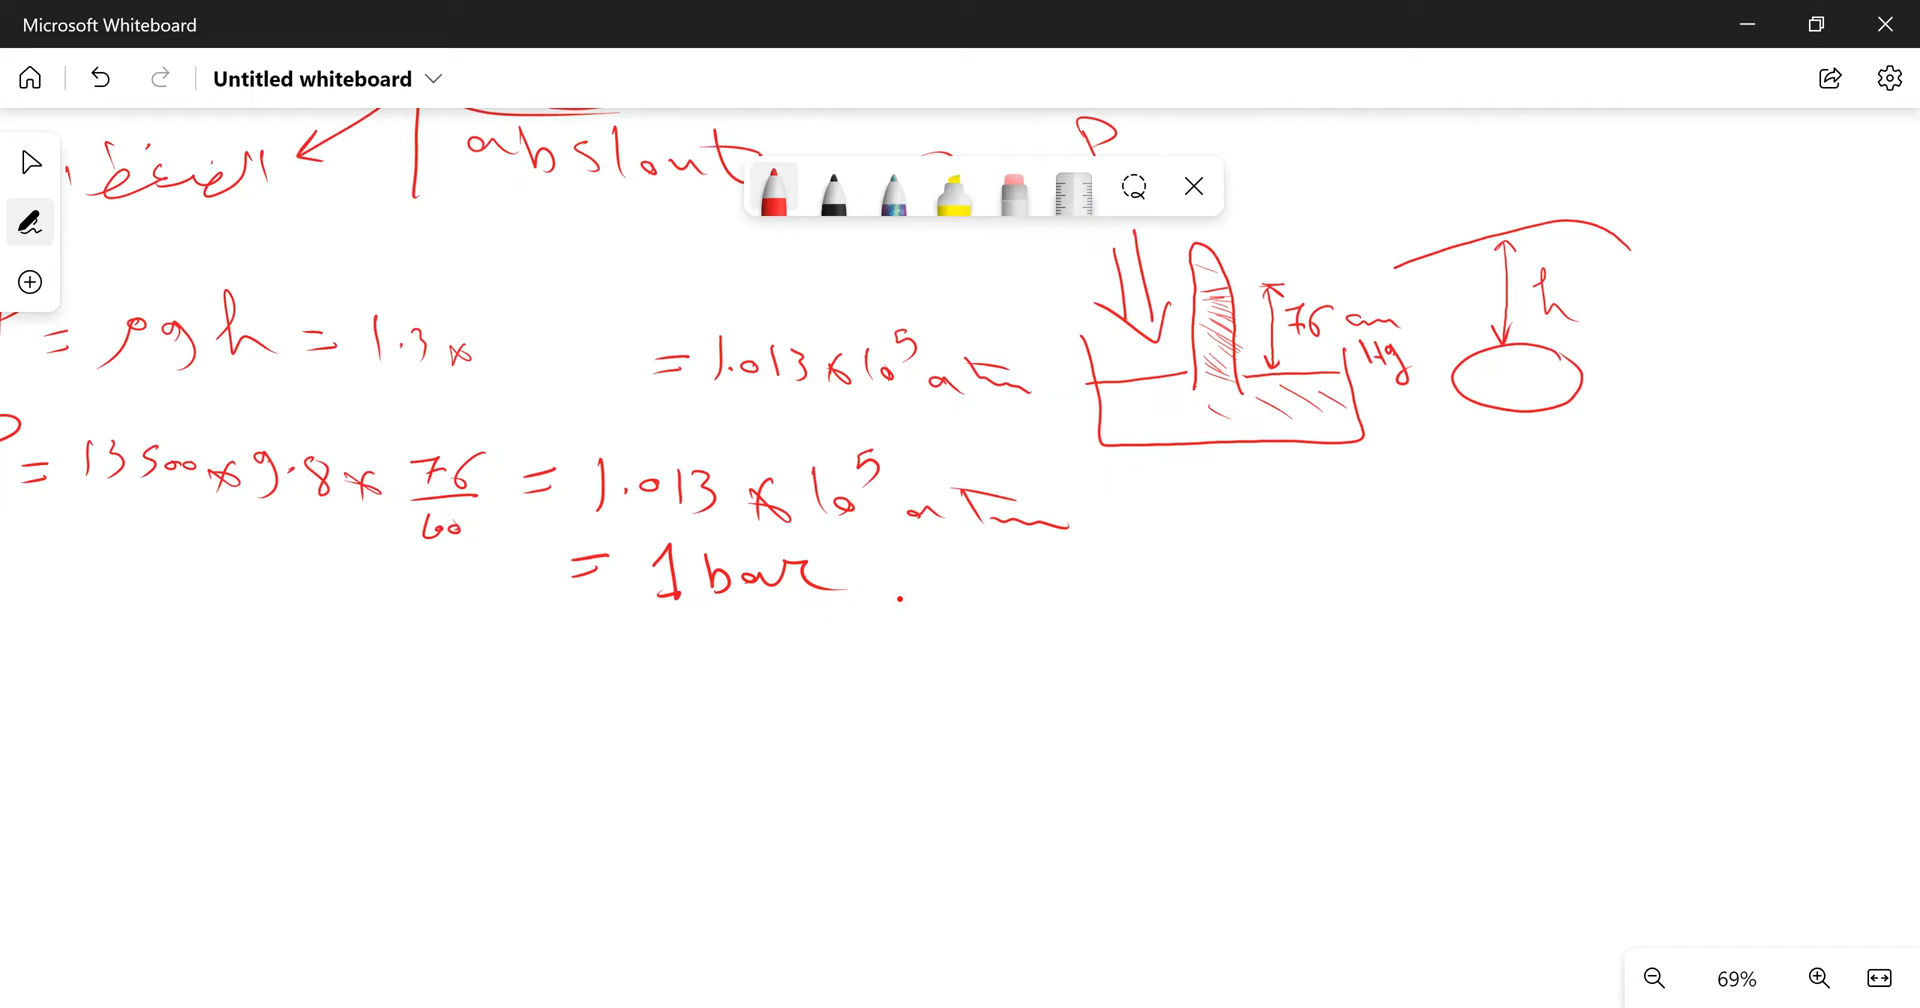 Microsoft Whiteboard
Untitled whiteboard
abslout
P
= ρgh = 1.3 ×
= 1.013 × 10⁵ atm
76 cm
Hg
h
P
= 13500 × 9.8 × 76/100 = 1.013 × 10⁵ atm
= 1 bar
69%